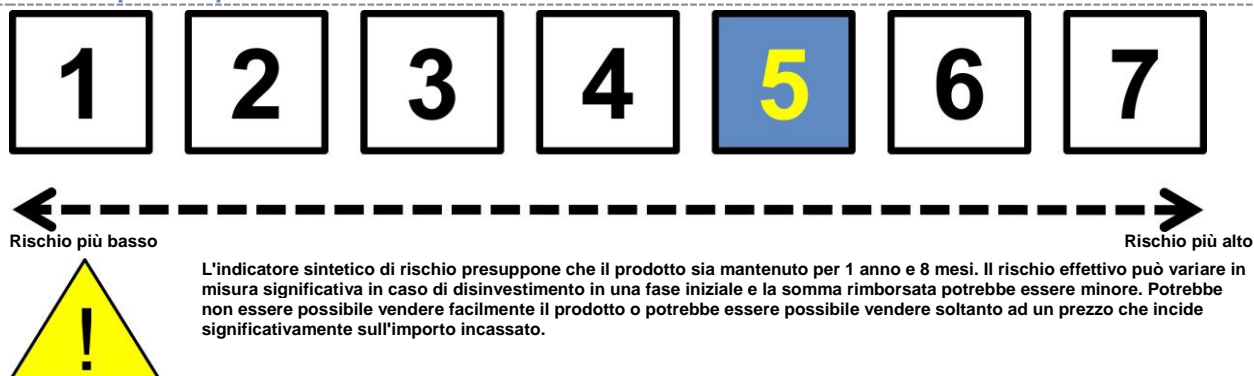 1 2 3 4 5 6 7
Rischio più basso Rischio più alto
L'indicatore sintetico di rischio presuppone che il prodotto sia mantenuto per 1 anno e 8 mesi. Il rischio effettivo può variare in
misura significativa in caso di disinvestimento in una fase iniziale e la somma rimborsata potrebbe essere minore. Potrebbe
non essere possibile vendere facilmente il prodotto o potrebbe essere possibile vendere soltanto ad un prezzo che incide
significativamente sull'importo incassato.
!